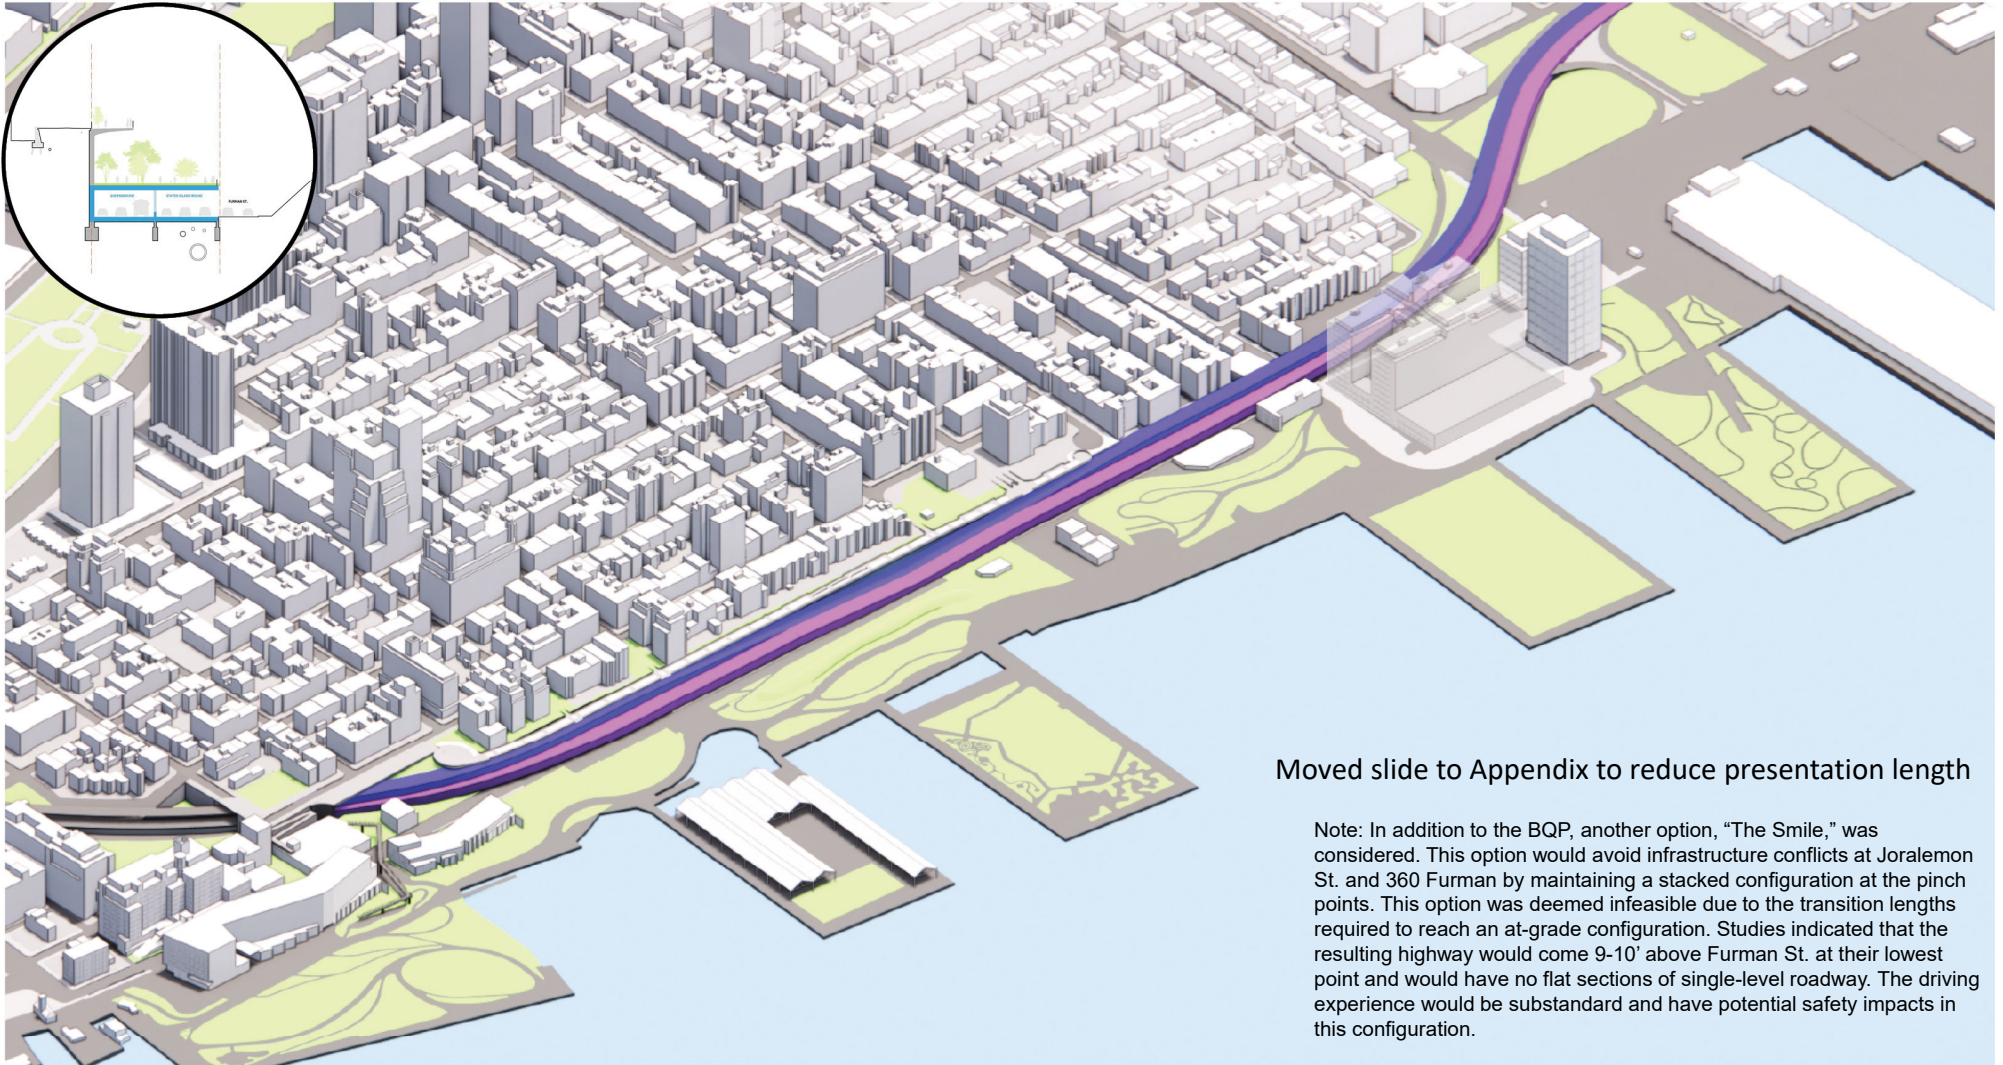 QUEENSBOUND
STATEN ISLAND BOUND
FURMAN ST.
Moved slide to Appendix to reduce presentation length
Note: In addition to the BQP, another option, “The Smile,” was
considered. This option would avoid infrastructure conflicts at Joralemon
St. and 360 Furman by maintaining a stacked configuration at the pinch
points. This option was deemed infeasible due to the transition lengths
required to reach an at-grade configuration. Studies indicated that the
resulting highway would come 9-10’ above Furman St. at their lowest
point and would have no flat sections of single-level roadway. The driving
experience would be substandard and have potential safety impacts in
this configuration.